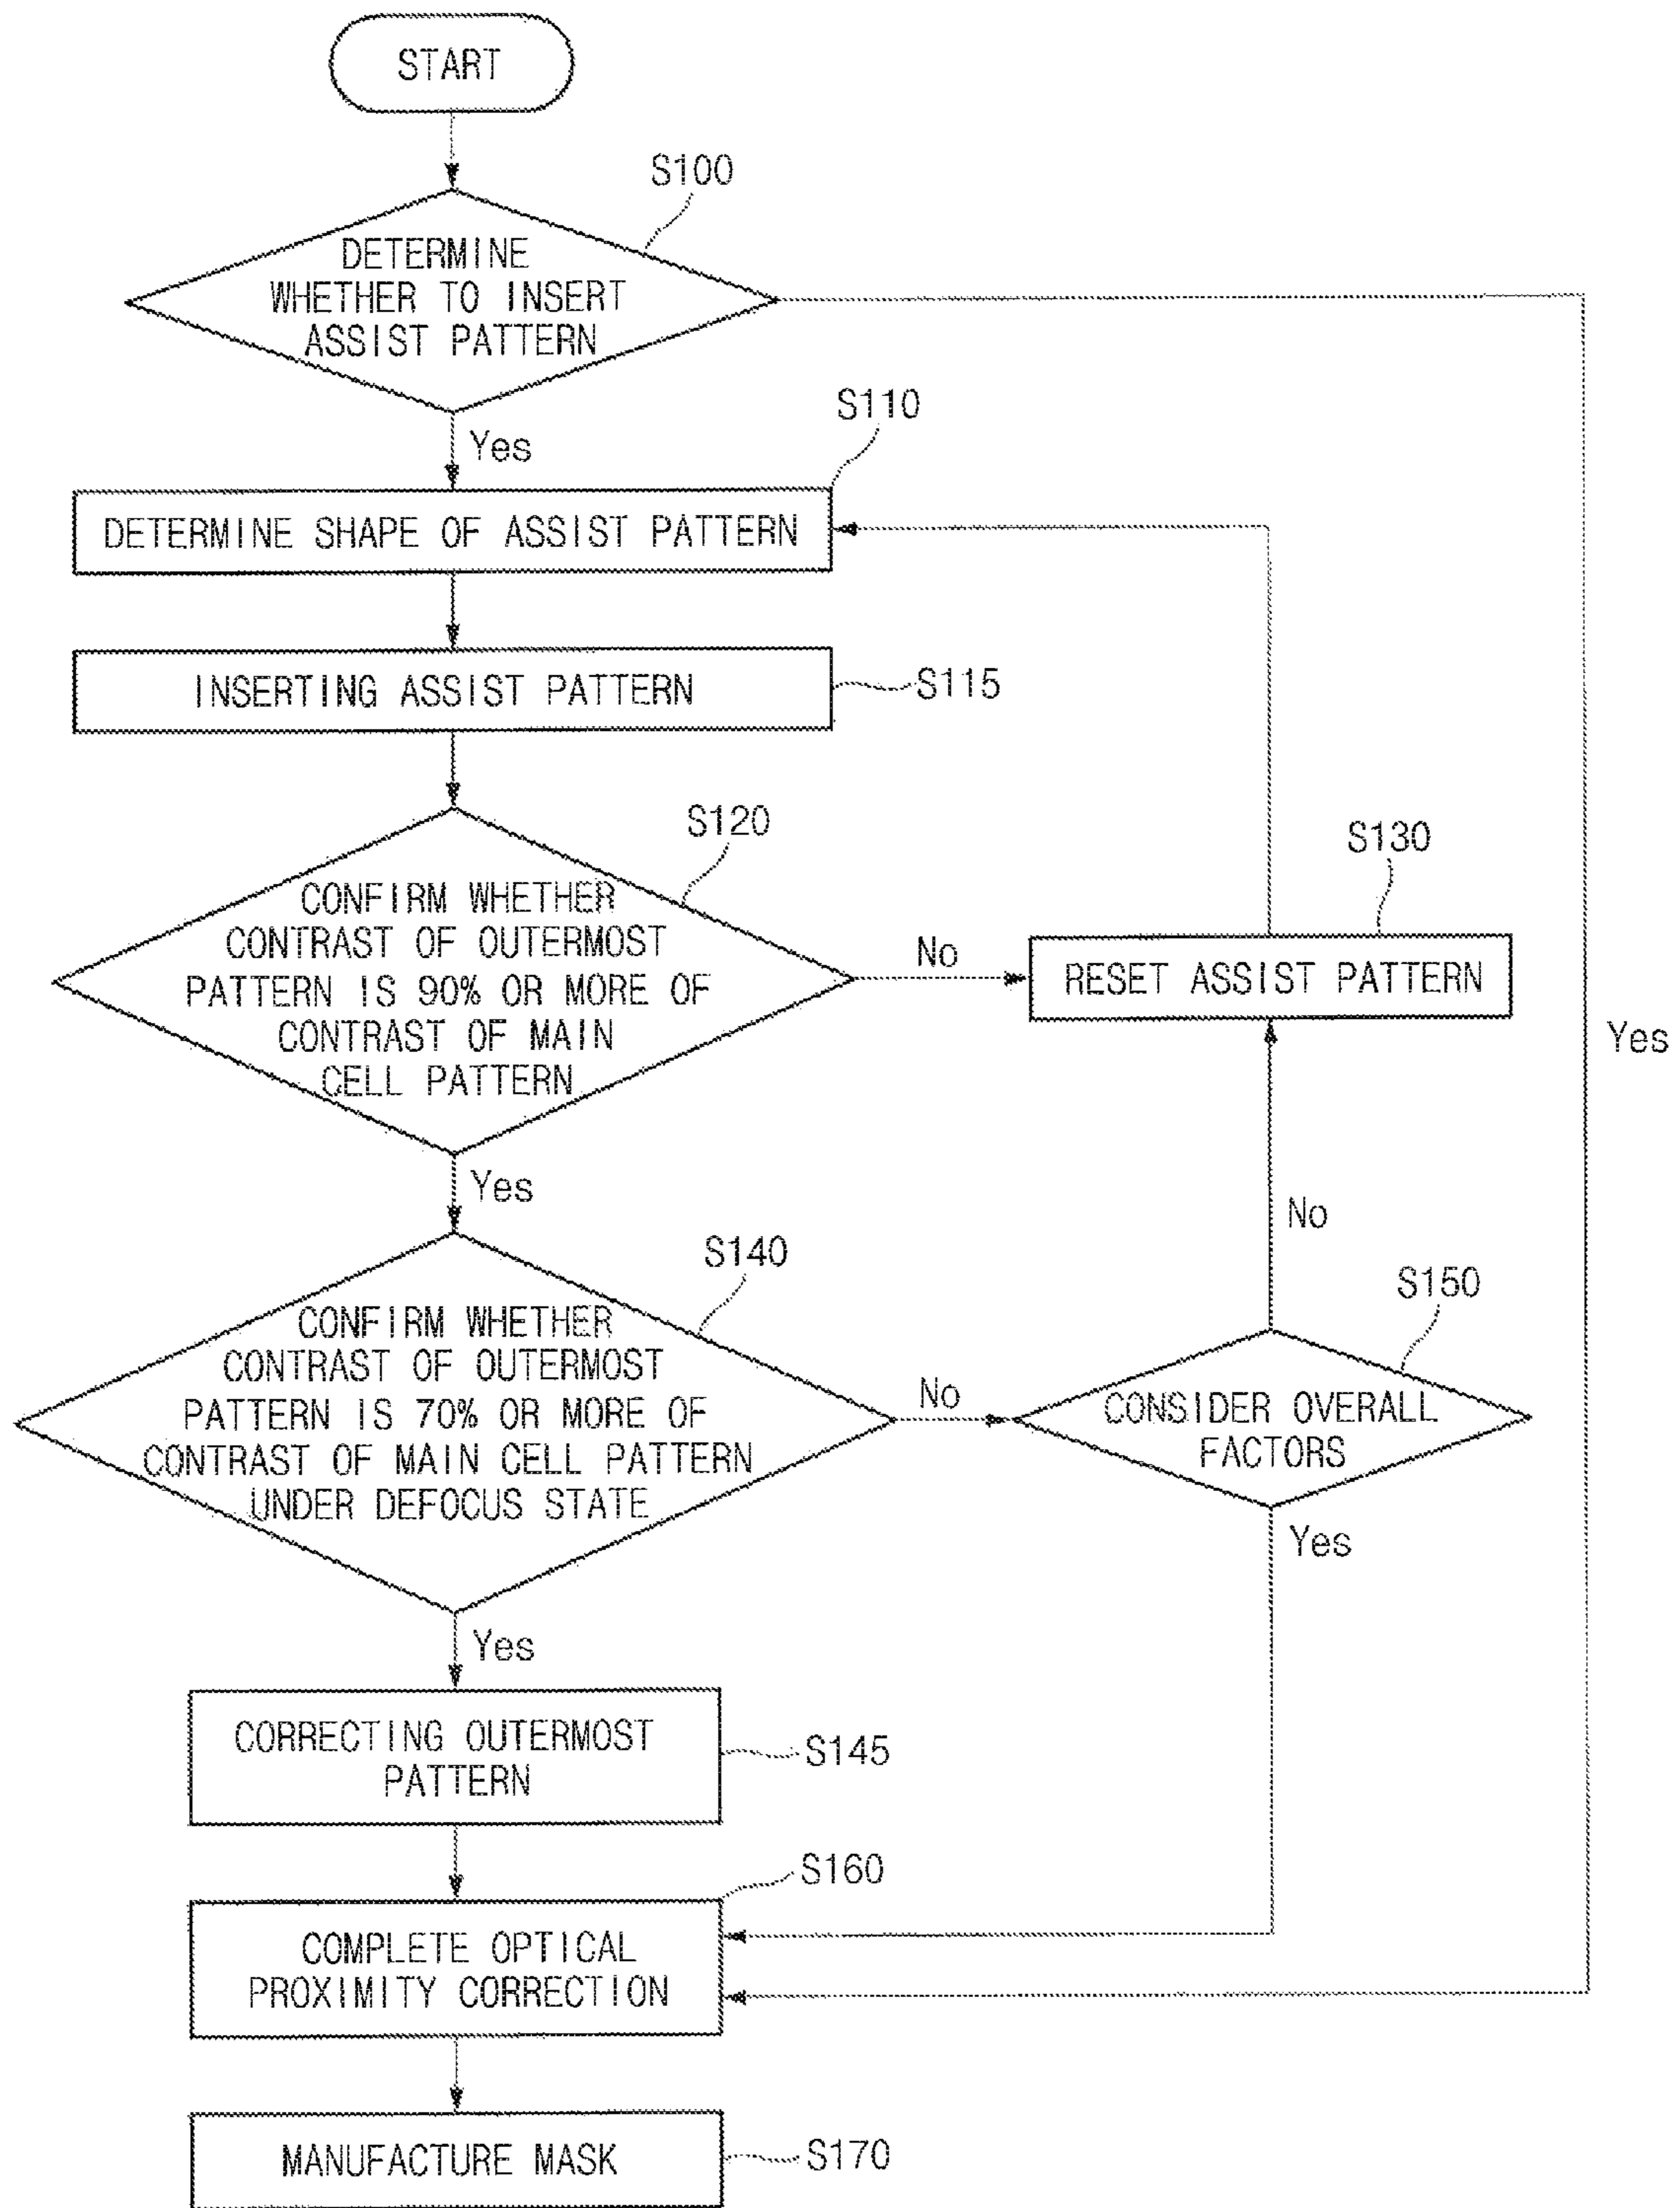 START
S100
DETERMINE
WHETHER TO INSERT
ASSIST PATTERN
Yes
S110
DETERMINE SHAPE OF ASSIST PATTERN
INSERTING ASSIST PATTERN
S115
S120
CONFIRM WHETHER
CONTRAST OF OUTERMOST
PATTERN IS 90% OR MORE OF
CONTRAST OF MAIN
CELL PATTERN
No
S130
RESET ASSIST PATTERN
Yes
Yes
No
S140
CONFIRM WHETHER
CONTRAST OF OUTERMOST
PATTERN IS 70% OR MORE OF
CONTRAST OF MAIN CELL PATTERN
UNDER DEFOCUS STATE
No
S150
CONSIDER OVERALL
FACTORS
Yes
Yes
CORRECTING OUTERMOST
PATTERN
S145
S160
COMPLETE OPTICAL
PROXIMITY CORRECTION
MANUFACTURE MASK
S170